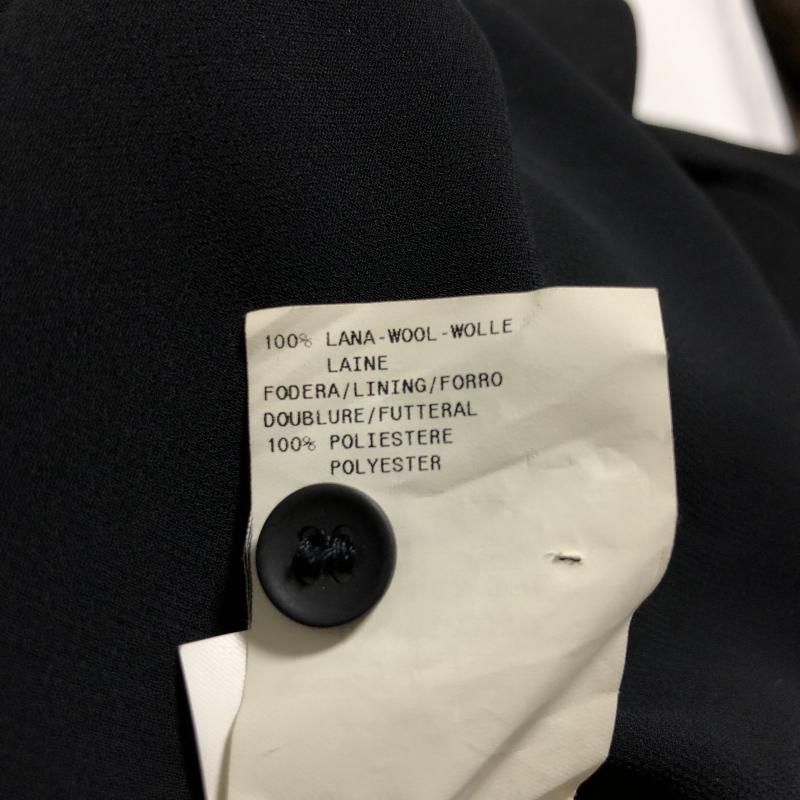 100% LANA-WOOL-WOLLE
LAINE
FODERA/LINING/FORRO
DOUBLURE/FUTTERAL
100% POLIESTERE
POLYESTER